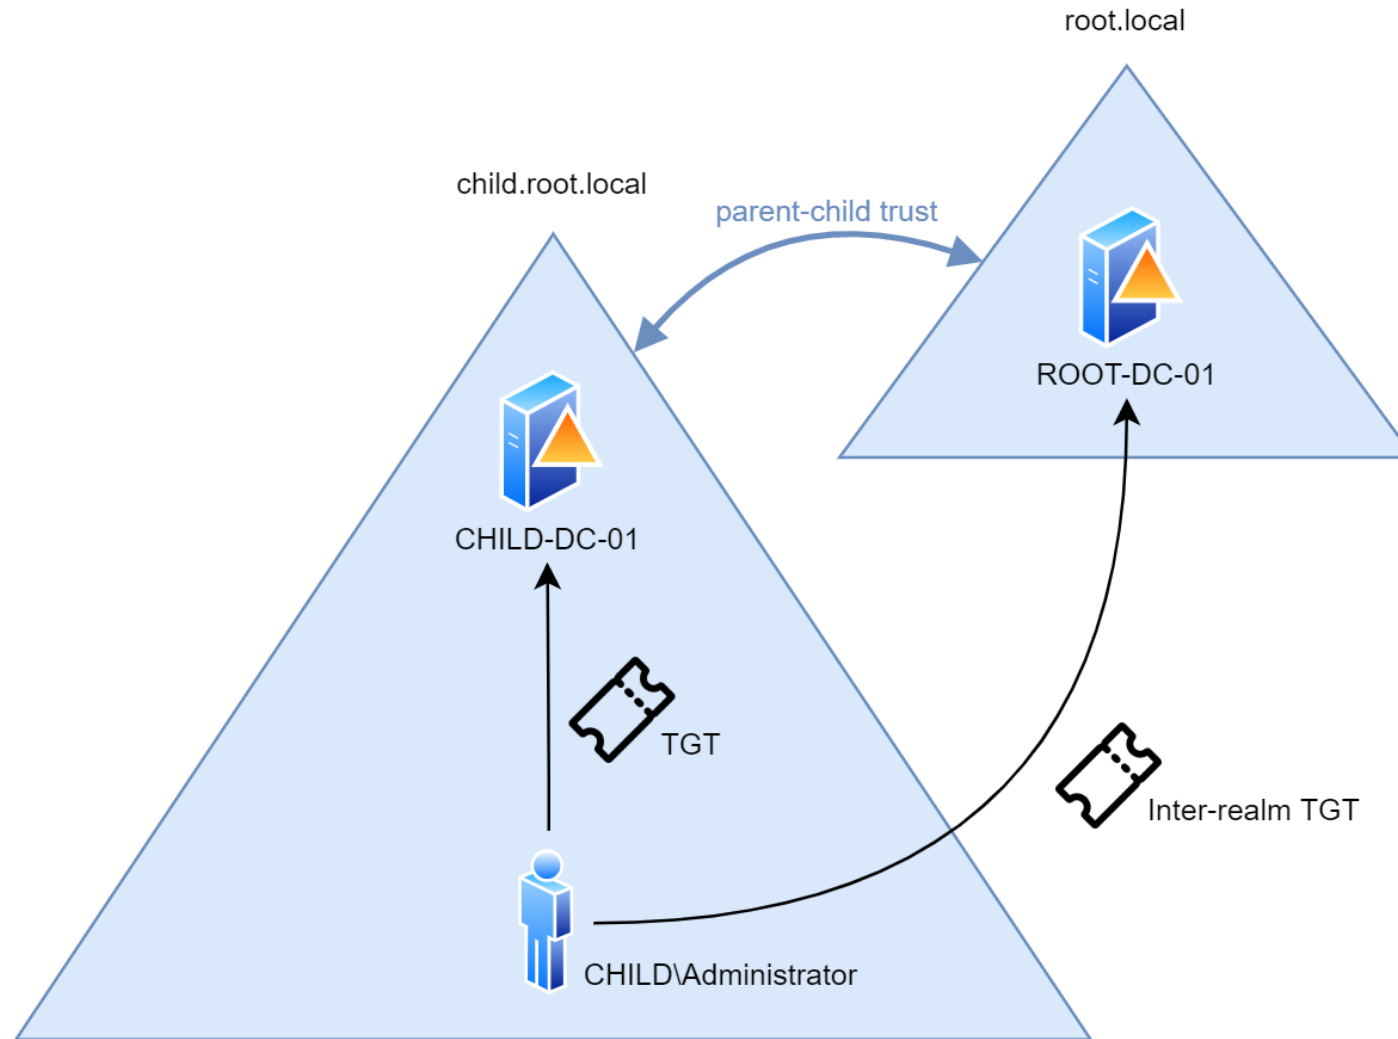 root.local
child.root.local
parent-child trust
ROOT-DC-01
CHILD-DC-01
TGT
Inter-realm TGT
CHILD\Administrator